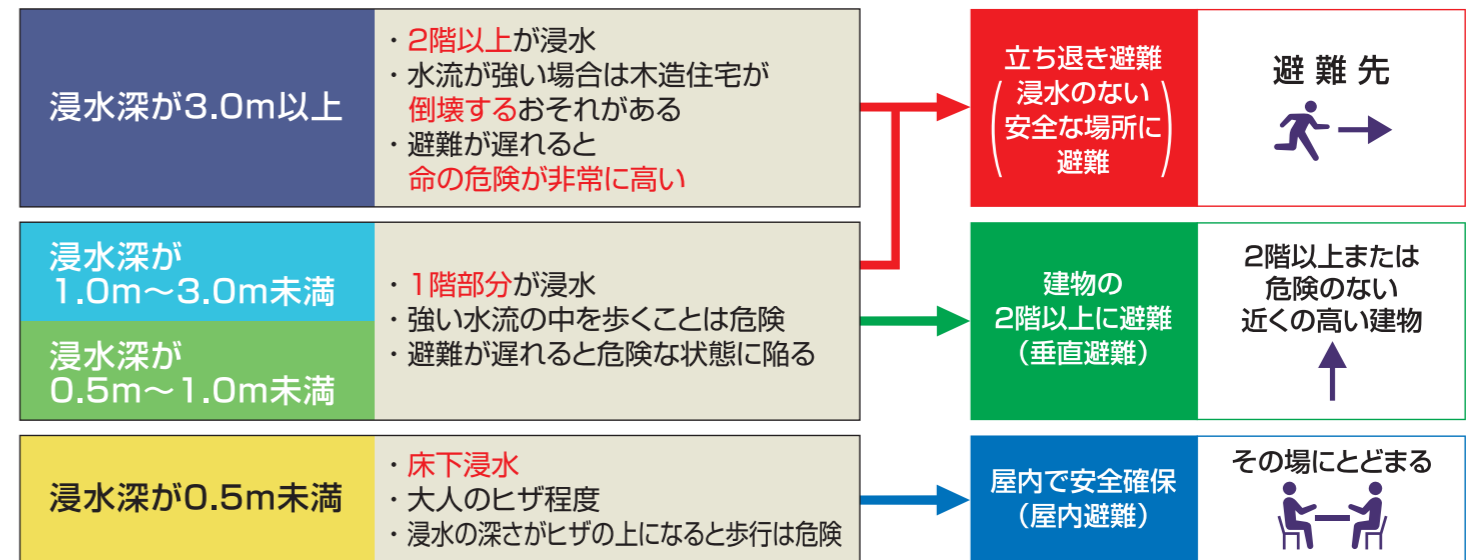 浸水深が3.0m以上
・2階以上が浸水
・水流が強い場合は木造住宅が
倒壊するおそれがある
・避難が遅れると
命の危険が非常に高い
立ち退き避難
（浸水のない
安全な場所に
避難）
避難先
浸水深が
1.0m～3.0m未満
浸水深が
0.5m～1.0m未満
・1階部分が浸水
・強い水流の中を歩くことは危険
・避難が遅れると危険な状態に陥る
建物の
2階以上に避難
（垂直避難）
2階以上または
危険のない
近くの高い建物
浸水深が0.5m未満
・床下浸水
・大人のヒザ程度
・浸水の深さがヒザの上になると歩行は危険
屋内で安全確保
（屋内避難）
その場にとどまる